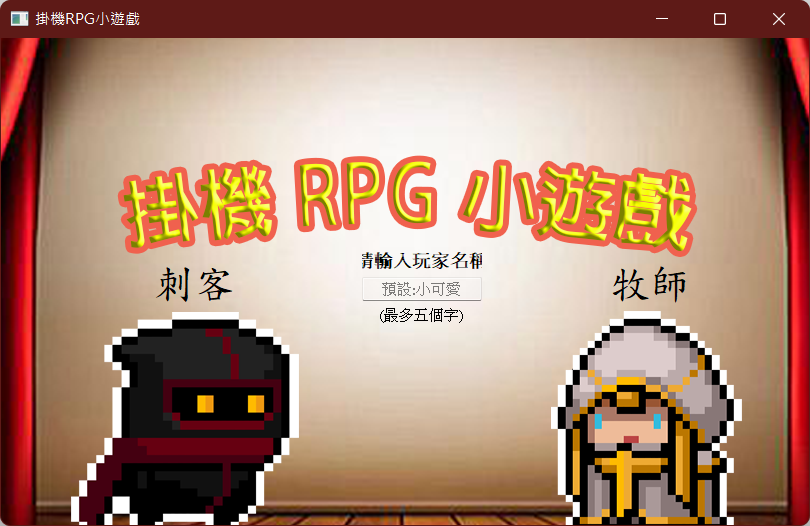 掛機RPG小遊戲
掛機 RPG 小遊戲
請輸入玩家名稱
刺客
預設:小可愛
牧師
(最多五個字)